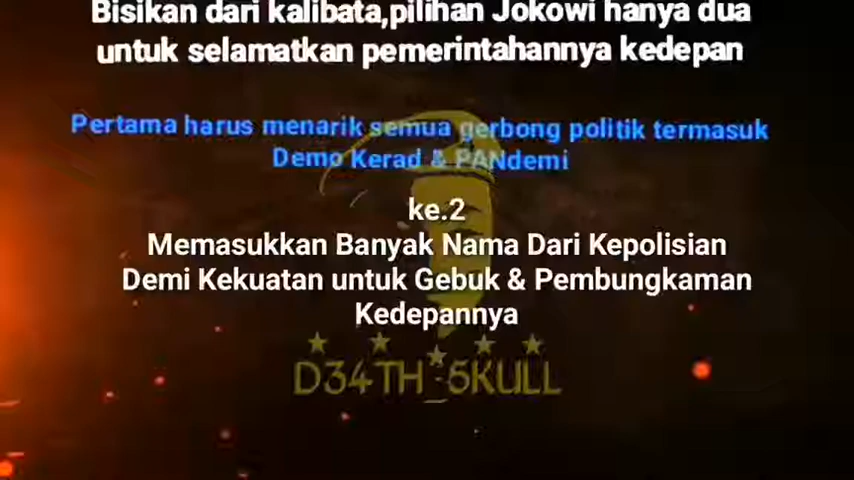 Bisikan dari kalibata,pilihan Jokowi hanya dua
untuk selamatkan pemerintahannya kedepan
Pertama harus menarik semua gerbong politik termasuk
Demo Kerad & PANdemi
ke.2
Memasukkan Banyak Nama Dari Kepolisian
Demi Kekuatan untuk Gebuk & Pembungkaman
Kedepannya
D34TH_5KULL